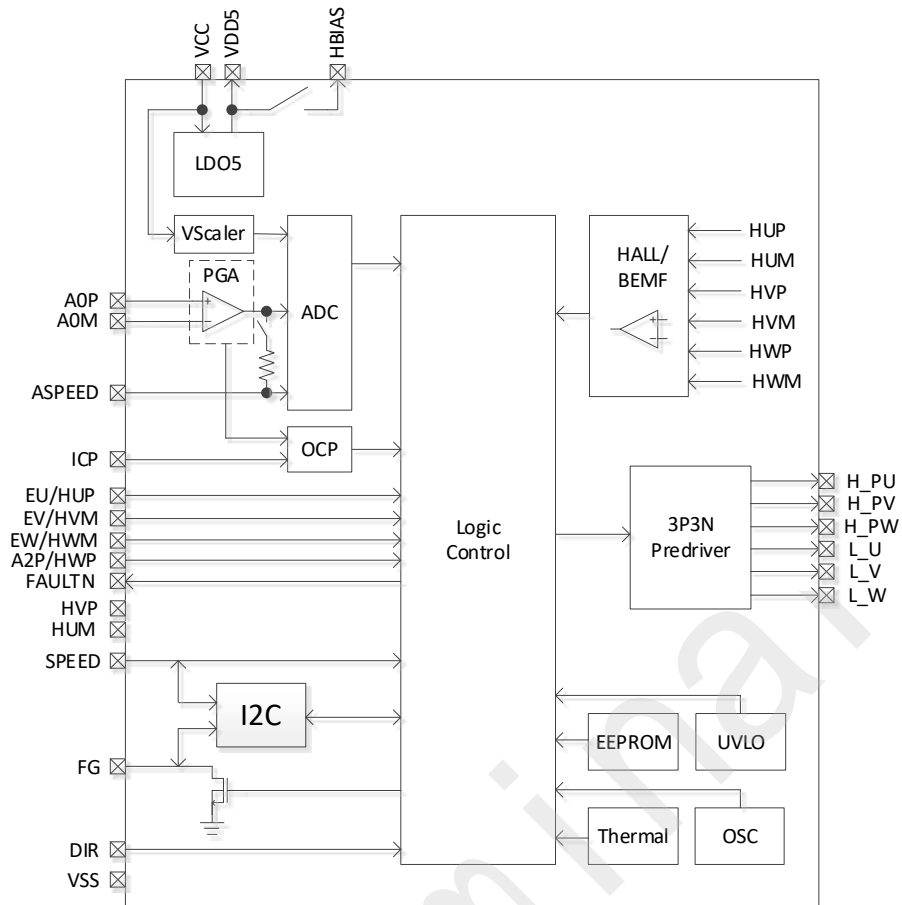 VCC
VDD5
HBIAS
LDO5
VScaler
PGA
A0P
A0M
ADC
ASPEED
OCP
ICP
EU/HUP
EV/HVM
EW/HWM
A2P/HWP
FAULTN
HVP
HUM
SPEED
I2C
FG
DIR
VSS
Logic
Control
HALL/
BEMF
HUP
HUM
HVP
HVM
HWP
HWM
3P3N
Predriver
H_PU
H_PV
H_PW
L_U
L_V
L_W
EEPROM
UVLO
Thermal
OSC
minar